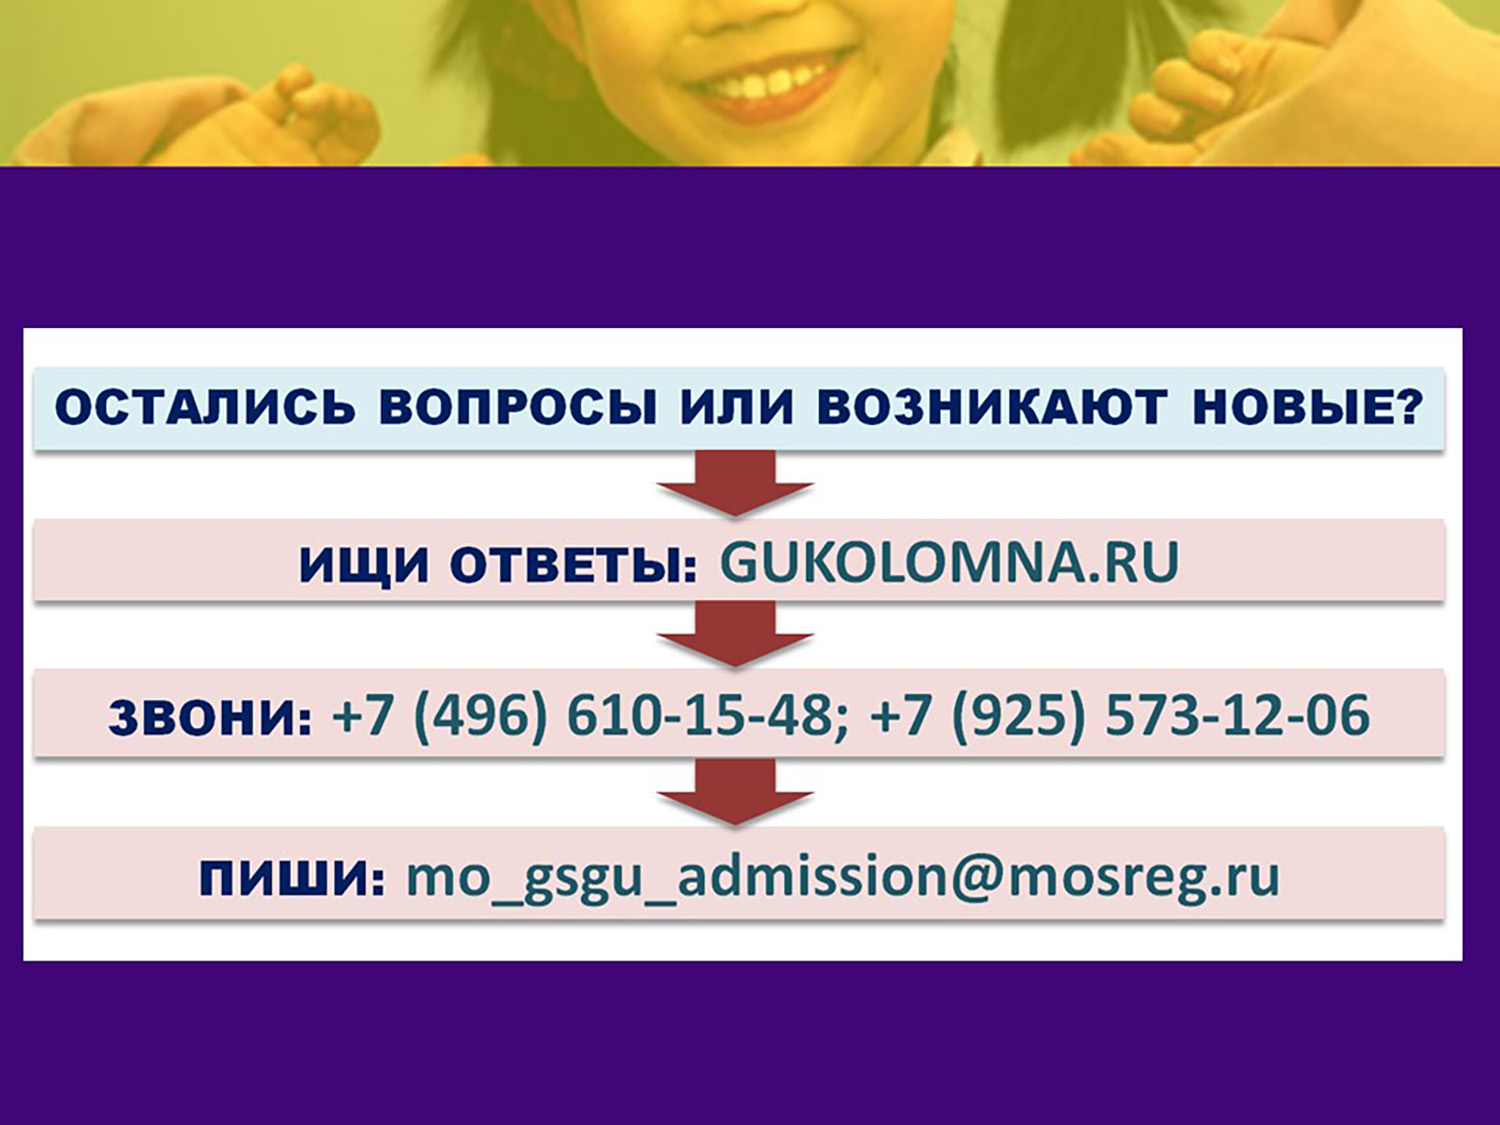 ОСТАЛИСЬ ВОПРОСЫ ИЛИ ВОЗНИКАЮТ НОВЫЕ?
ИЩИ ОТВЕТЫ: GUKOLOMNA.RU
ЗВОНИ: +7 (496) 610-15-48; +7 (925) 573-12-06
ПИШИ: mo_gsgu_admission@mosreg.ru